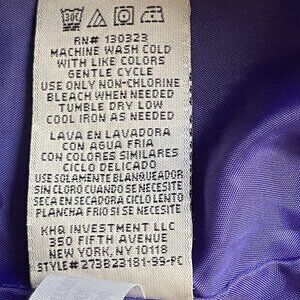 30C
RN# 130323
MACHINE WASH COLD
WITH LIKE COLORS
GENTLE CYCLE
USE ONLY NON-CHLORINE
BLEACH WHEN NEEDED
TUMBLE DRY LOW
COOL IRON AS NEEDED
LAVA EN LAVADORA
CON AGUA FRIA
CON COLORES SIMILARES
CICLO DELICADO
USE SOLAMENTE BLANQUEADOR
SIN CLORO CUANDO SE NECESITE
SECA EN SECADORA CICLO LENTO
PLANCHA FRIO SI SE NECESITE
KHQ INVESTMENT LLC
350 FIFTH AVENUE
NEW YORK, NY 10118
STYLE# 273B23181-99-PC